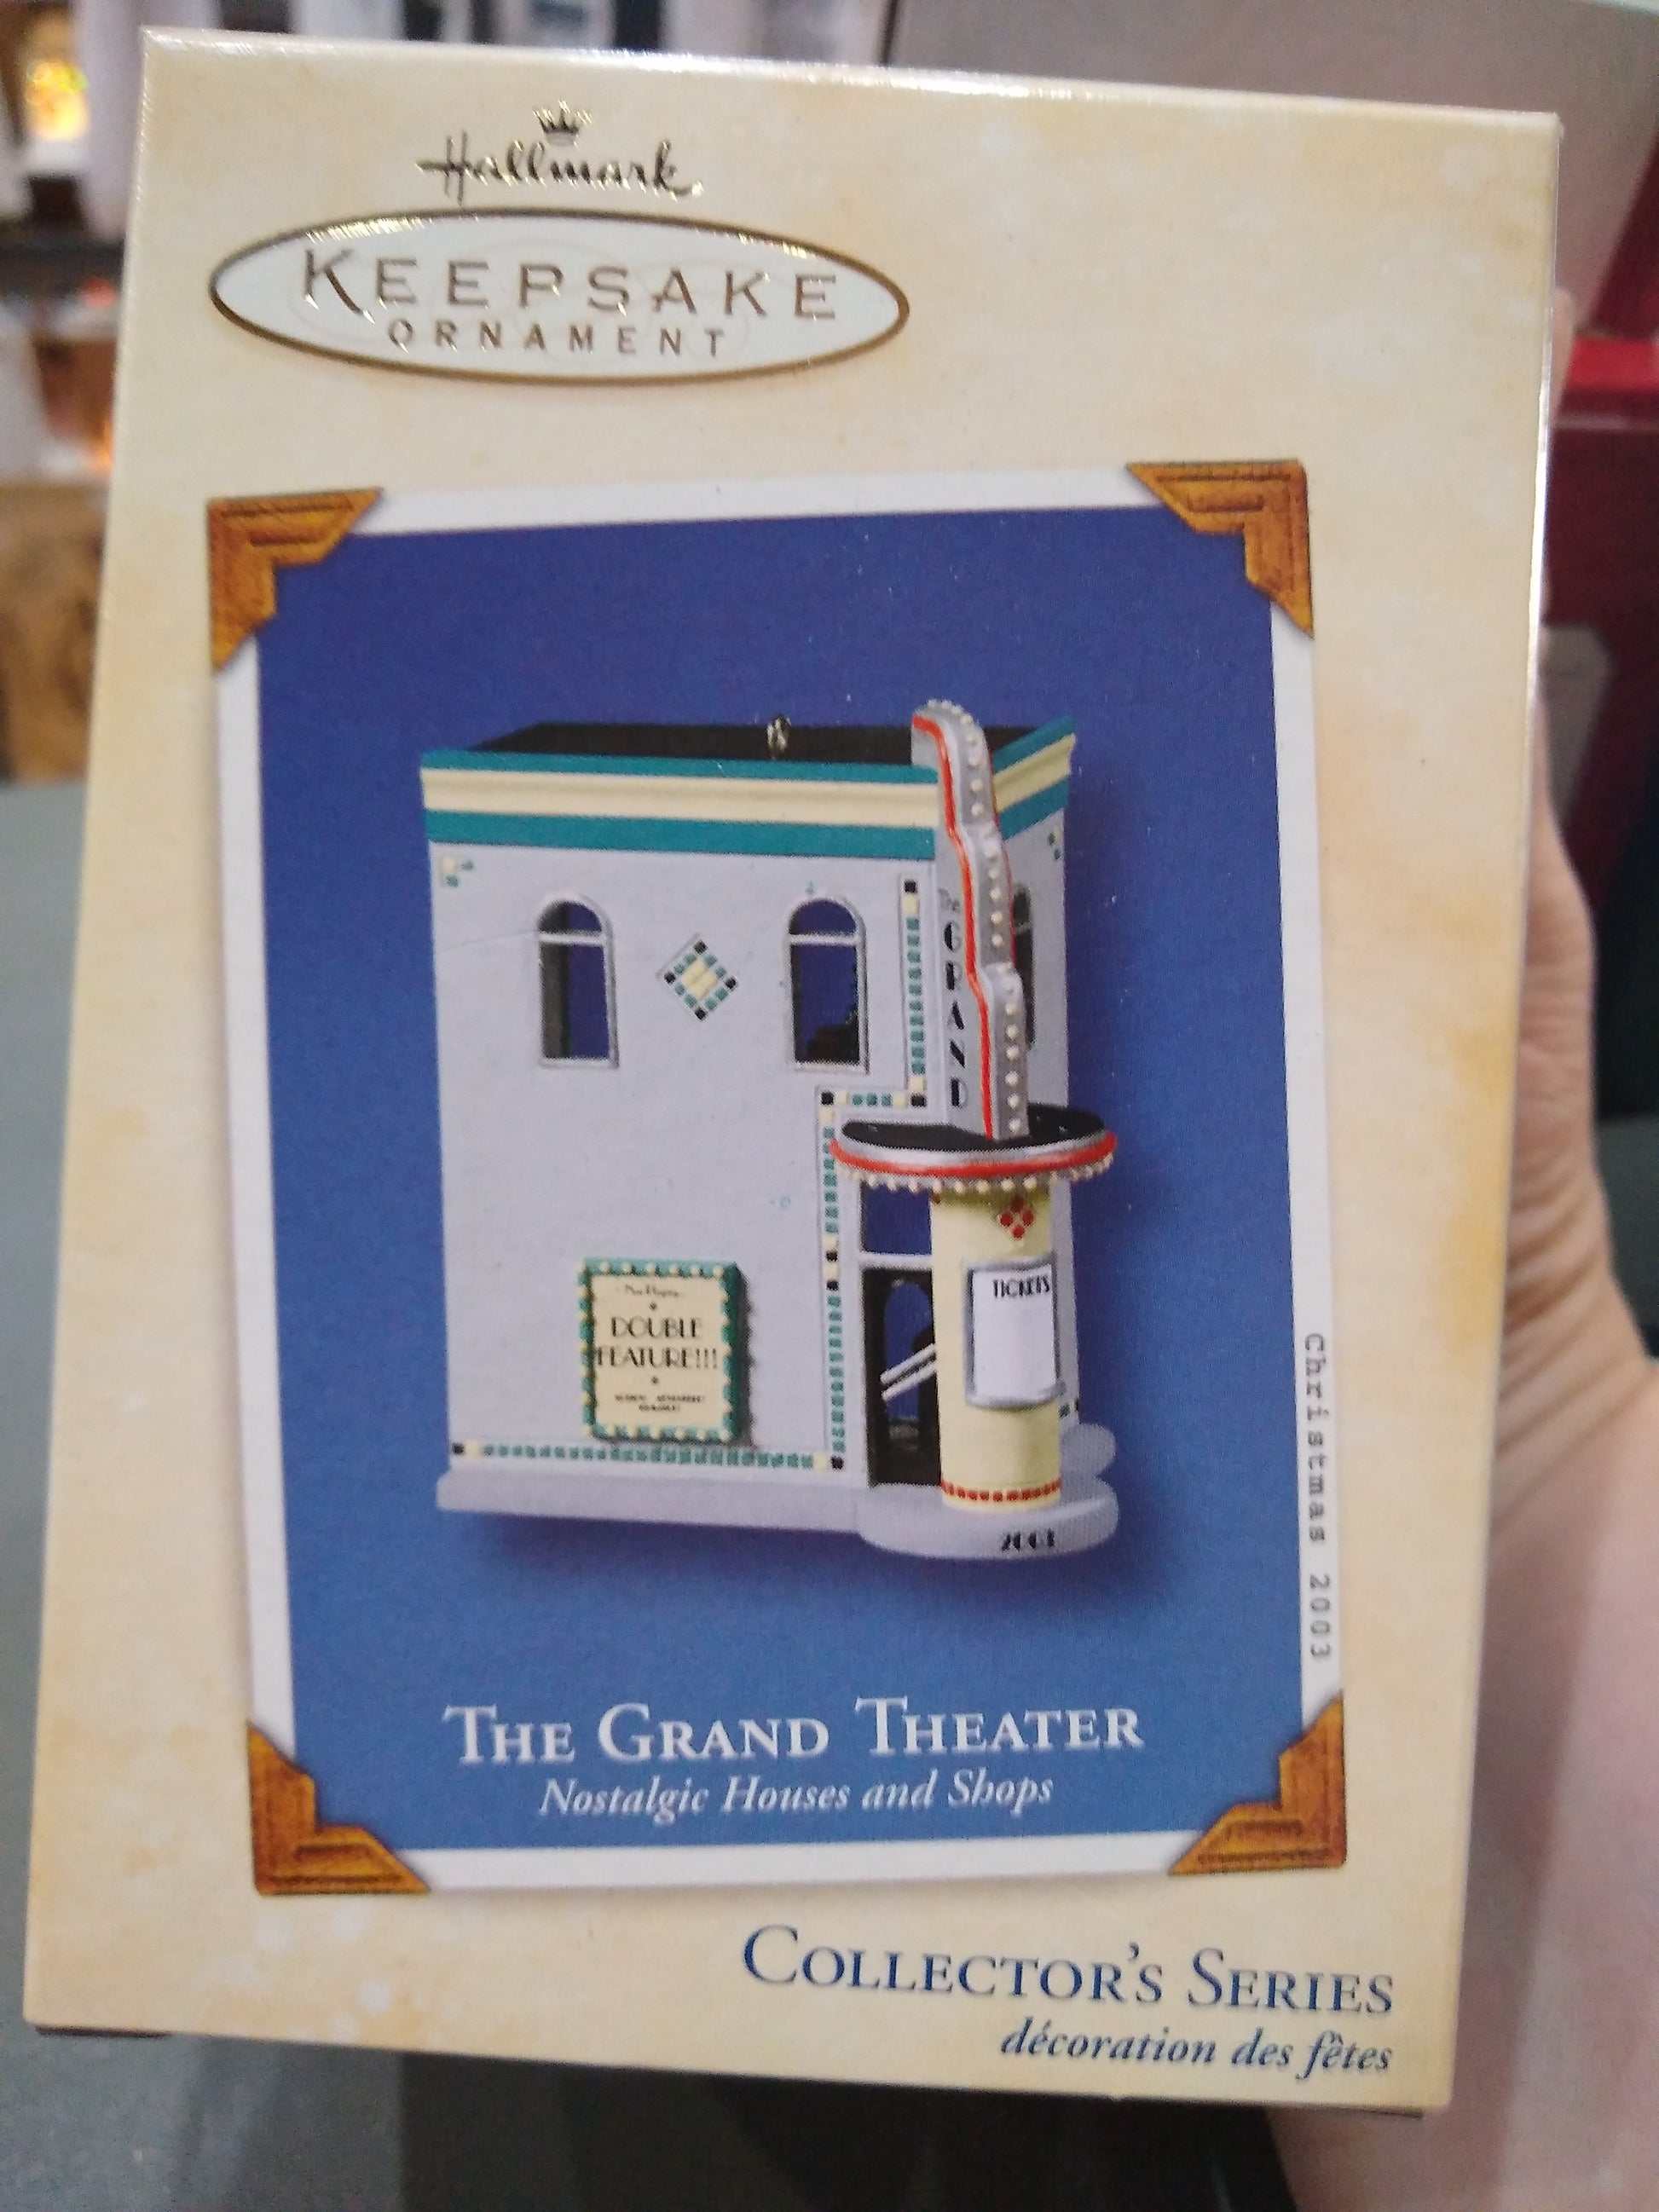 Hallmark
KEEPSAKE
ORNAMENT
The
GRAND
TICKETS
DOUBLE
FEATURE!!!
2003
Christmas 2003
THE GRAND THEATER
Nostalgic Houses and Shops
COLLECTOR'S SERIES
décoration des fêtes